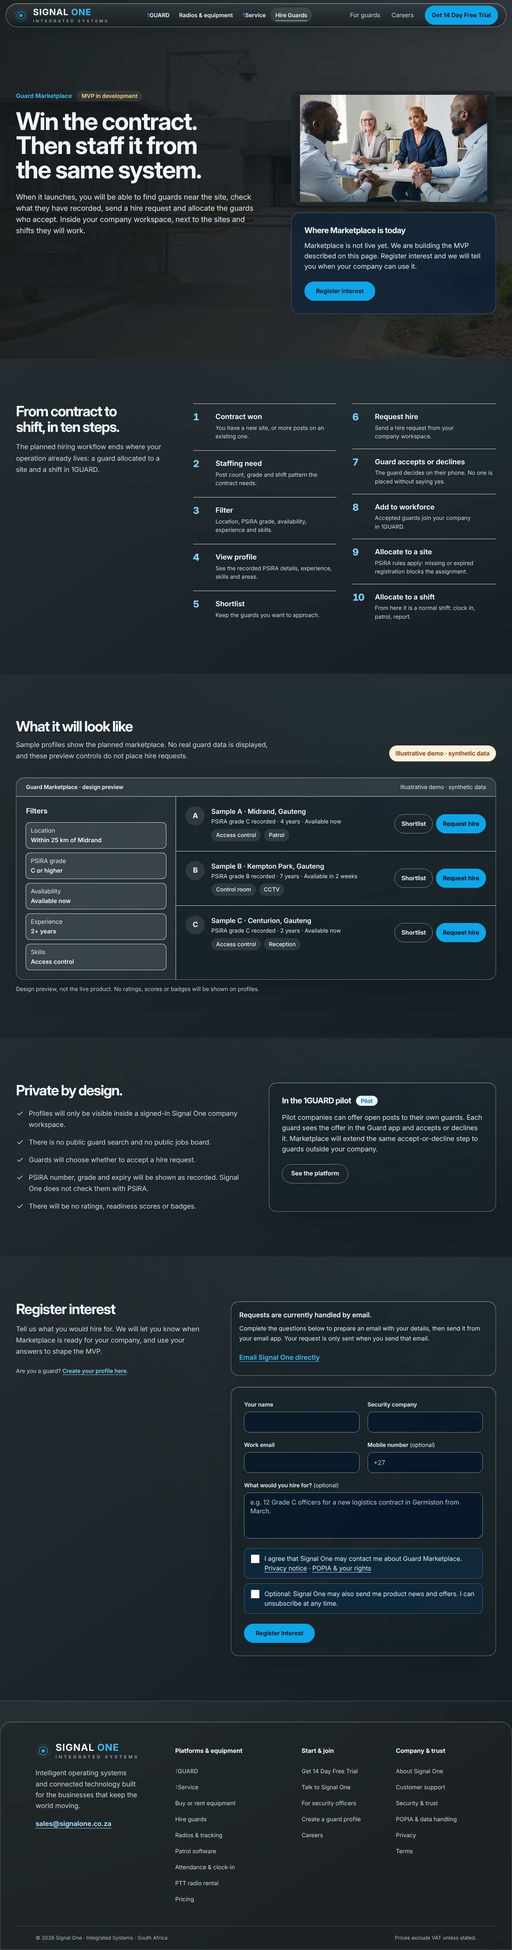 SIGNAL ONE
INTEGRATED SYSTEMS
1GUARD
Radios & equipment
1Service
Hire Guards
For guards
Careers
Get 14 Day Free Trial
Guard Marketplace
MVP in development
Win the contract.
Then staff it from
the same system.
When it launches, you will be able to find guards near the site, check
what they have recorded, send a hire request and allocate the guards
who accept. Inside your company workspace, next to the sites and
shifts they will work.
Where Marketplace is today
Marketplace is not live yet. We are building the MVP
described on this page. Register interest and we will tell
you when your company can use it.
Register interest
From contract to
shift, in ten steps.
The planned hiring workflow ends where your
operation already lives: a guard allocated to a
site and a shift in 1GUARD.
1
Contract won
You have a new site, or more posts on an
existing one.
2
Staffing need
Post count, grade and shift pattern the
contract needs.
3
Filter
Location, PSIRA grade, availability,
experience and skills.
4
View profile
See the recorded PSIRA details, experience,
skills and areas.
5
Shortlist
Keep the guards you want to approach.
6
Request hire
Send a hire request from your
company workspace.
7
Guard accepts or declines
The guard decides on their phone. No one is
placed without saying yes.
8
Add to workforce
Accepted guards join your company
in 1GUARD.
9
Allocate to a site
PSIRA rules apply: missing or expired
registration blocks the assignment.
10
Allocate to a shift
From here it is a normal shift: clock in,
patrol, report.
What it will look like
Sample profiles show the planned marketplace. No real guard data is displayed,
and these preview controls do not place hire requests.
Illustrative demo · synthetic data
Guard Marketplace · design preview
Illustrative demo · synthetic data
Filters
Location
Within 25 km of Midrand
PSIRA grade
C or higher
Availability
Available now
Experience
2+ years
Skills
Access control
A
Sample A · Midrand, Gauteng
PSIRA grade C recorded · 4 years · Available now
Access control
Patrol
Shortlist
Request hire
B
Sample B · Kempton Park, Gauteng
PSIRA grade B recorded · 7 years · Available in 2 weeks
Control room
CCTV
Shortlist
Request hire
C
Sample C · Centurion, Gauteng
PSIRA grade C recorded · 2 years · Available now
Access control
Reception
Shortlist
Request hire
Design preview, not the live product. No ratings, scores or badges will be shown on profiles.
Private by design.
Profiles will only be visible inside a signed-in Signal One company
workspace.
There is no public guard search and no public jobs board.
Guards will choose whether to accept a hire request.
PSIRA number, grade and expiry will be shown as recorded. Signal
One does not check them with PSIRA.
There will be no ratings, readiness scores or badges.
In the 1GUARD pilot
Pilot
Pilot companies can offer open posts to their own guards. Each
guard sees the offer in the Guard app and accepts or declines
it. Marketplace will extend the same accept-or-decline step to
guards outside your company.
See the platform
Register interest
Tell us what you would hire for. We will let you know when
Marketplace is ready for your company, and use your
answers to shape the MVP.
Are you a guard? Create your profile here.
Requests are currently handled by email.
Complete the questions below to prepare an email with your details, then send it from
your email app. Your request is only sent when you send that email.
Email Signal One directly
Your name
Security company
Work email
Mobile number (optional)
+27
What would you hire for? (optional)
e.g. 12 Grade C officers for a new logistics contract in Germiston from
March.
I agree that Signal One may contact me about Guard Marketplace.
Privacy notice · POPIA & your rights
Optional: Signal One may also send me product news and offers. I can
unsubscribe at any time.
Register interest
SIGNAL ONE
INTEGRATED SYSTEMS
Intelligent operating systems
and connected technology built
for the businesses that keep the
world moving.
sales@signalone.co.za
Platforms & equipment
1GUARD
1Service
Buy or rent equipment
Hire guards
Radios & tracking
Patrol software
Attendance & clock-in
PTT radio rental
Pricing
Start & join
Get 14 Day Free Trial
Talk to Signal One
For security officers
Create a guard profile
Careers
Company & trust
About Signal One
Customer support
Security & trust
POPIA & data handling
Privacy
Terms
© 2026 Signal One · Integrated Systems · South Africa
Prices exclude VAT unless stated.